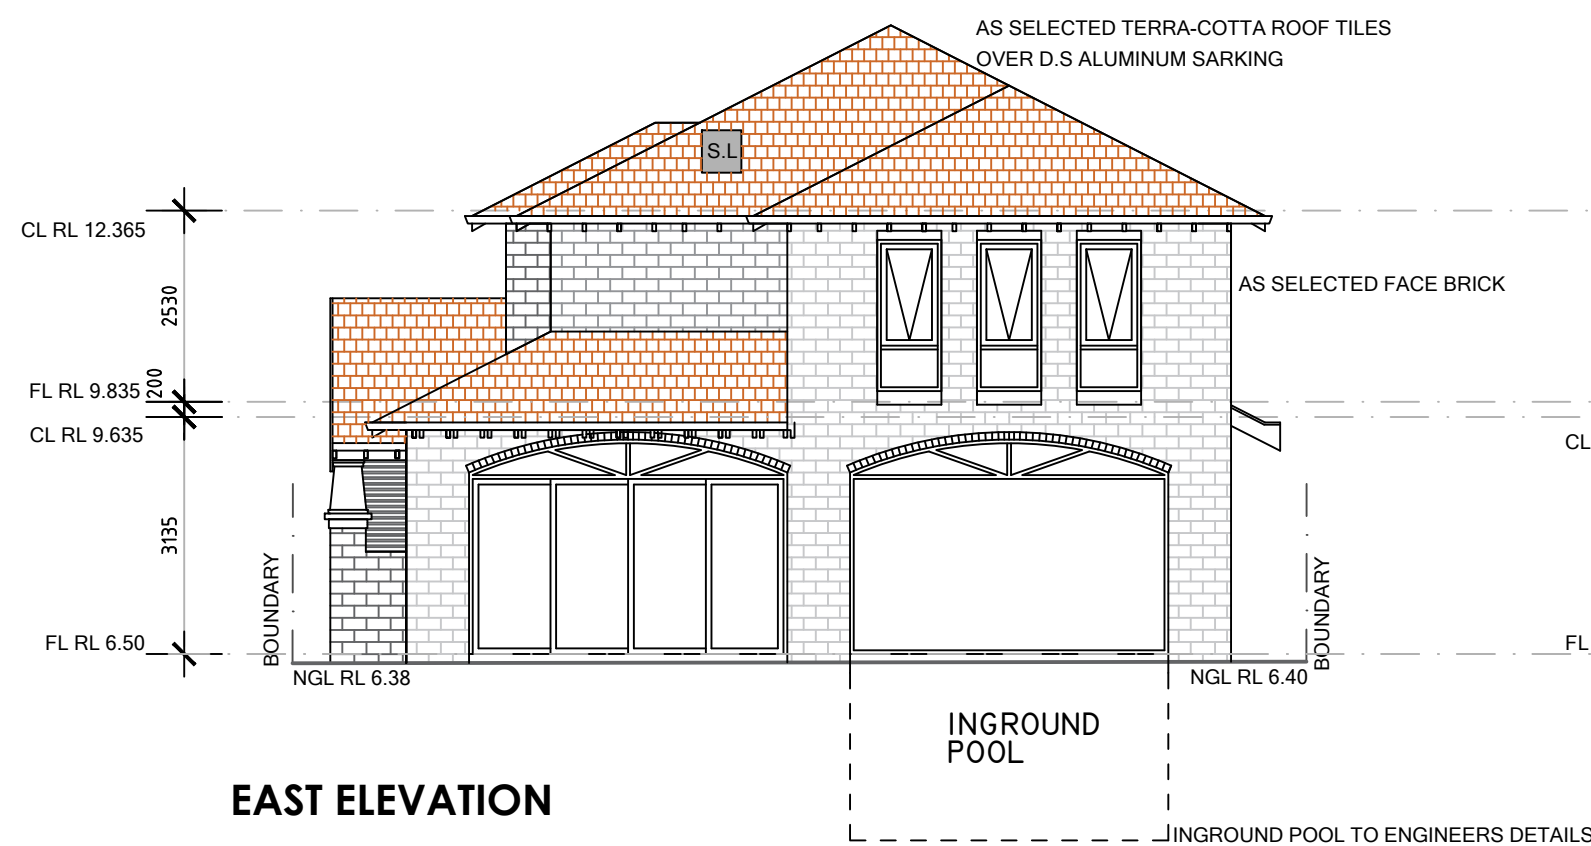 AS SELECTED TERRA-COTTA ROOF TILES
OVER D.S ALUMINUM SARKING
S.L
CL RL 12.365
2530
AS SELECTED FACE BRICK
FL RL 9.835
200
CL RL 9.635
CL
3135
BOUNDARY
BOUNDARY
FL RL 6.50
FL
NGL RL 6.38
NGL RL 6.40
INGROUND
POOL
EAST ELEVATION
INGROUND POOL TO ENGINEERS DETAILS